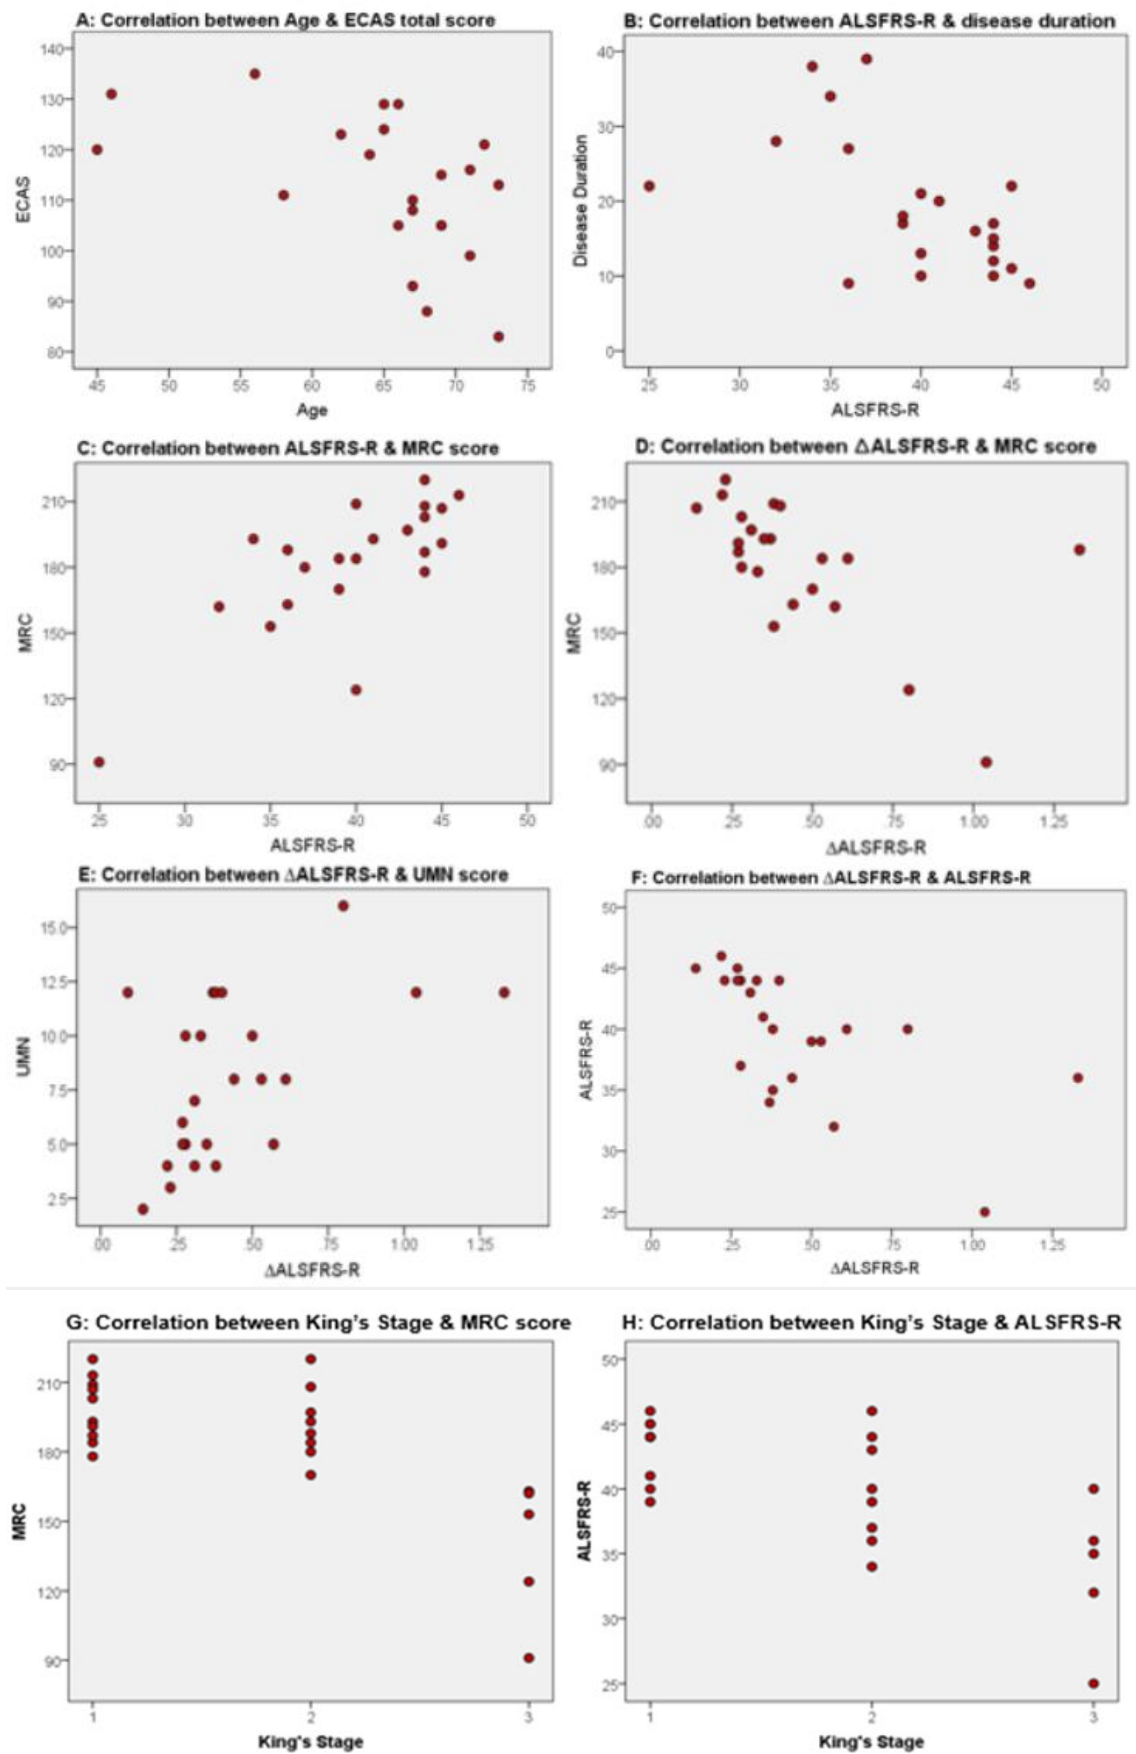 A: Correlation between Age & ECAS total score
140
130
120
110
100
90
80
ECAS
45 50 55 60 65 70 75
Age
B: Correlation between ALSFRS-R & disease duration
40
30
20
10
0
Disease Duration
25 30 35 40 45 50
ALSFRS-R
C: Correlation between ALSFRS-R & MRC score
210
180
150
120
90
MRC
25 30 35 40 45 50
ALSFRS-R
D: Correlation between ΔALSFRS-R & MRC score
210
180
150
120
90
MRC
.00 .25 .50 .75 1.00 1.25
ΔALSFRS-R
E: Correlation between ΔALSFRS-R & UMN score
15.0
12.5
10.0
7.5
5.0
2.5
UMN
.00 .25 .50 .75 1.00 1.25
ΔALSFRS-R
F: Correlation between ΔALSFRS-R & ALSFRS-R
50
45
40
35
30
25
ALSFRS-R
.00 .25 .50 .75 1.00 1.25
ΔALSFRS-R
G: Correlation between King's Stage & MRC score
210
180
150
120
90
MRC
1 2 3
King's Stage
H: Correlation between King's Stage & ALSFRS-R
50
45
40
35
30
25
ALSFRS-R
1 2 3
King's Stage